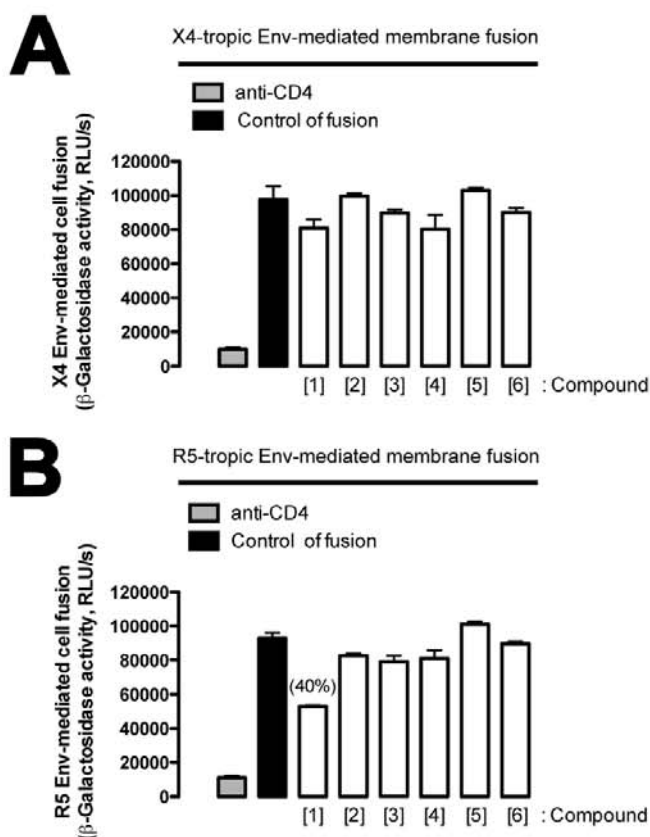 A
X4-tropic Env-mediated membrane fusion
anti-CD4
Control of fusion
X4 Env-mediated cell fusion
(β-Galactosidase activity, RLU/s)
120000
100000
80000
60000
40000
20000
0
[1] [2] [3] [4] [5] [6] : Compound
B
R5-tropic Env-mediated membrane fusion
anti-CD4
Control of fusion
R5 Env-mediated cell fusion
(β-Galactosidase activity, RLU/s)
120000
100000
80000
60000
40000
20000
0
(40%)
[1] [2] [3] [4] [5] [6] : Compound